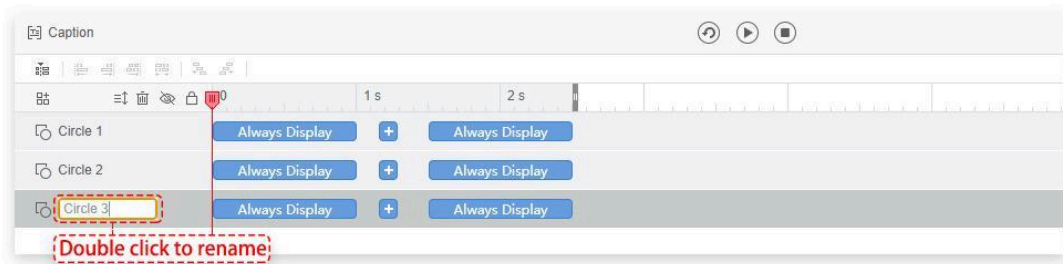 Caption
0 1 s 2 s
Circle 1 Always Display + Always Display
Circle 2 Always Display + Always Display
Circle 3 Always Display + Always Display
Double click to rename